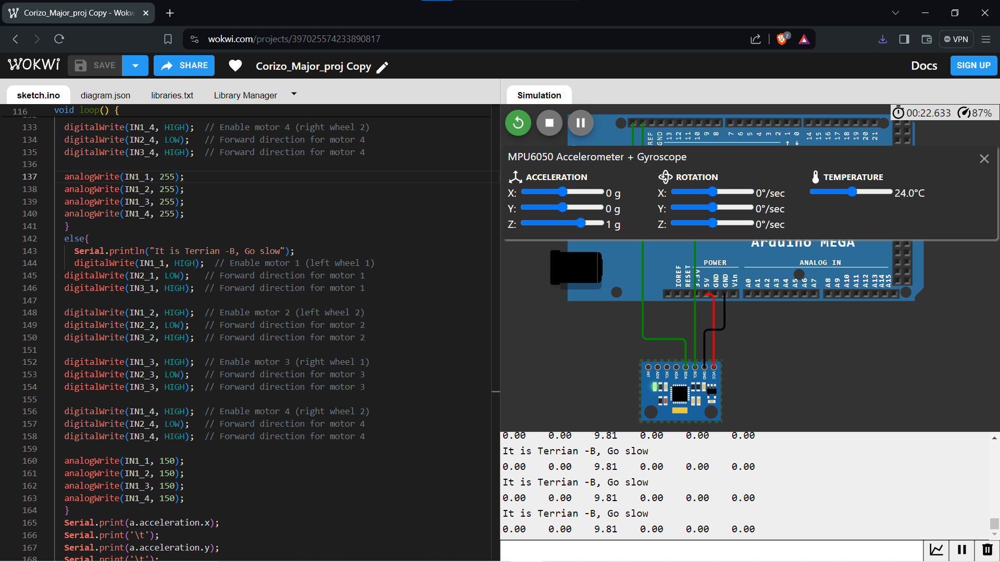 Corizo_Major_proj Copy - Wokw
wokwi.com/projects/397025574233890817
2
VPN
WOKWi
SAVE
SHARE
Corizo_Major_proj Copy
Docs
SIGN UP
sketch.ino
diagram.json
libraries.txt
Library Manager
116 void loop() {
133 digitalWrite(IN1_4, HIGH);  // Enable motor 4 (right wheel 2)
134 digitalWrite(IN2_4, LOW);   // Forward direction for motor 4
135 digitalWrite(IN3_4, HIGH);  // Forward direction for motor 4
136
137 analogWrite(IN1_1, 255);
138 analogWrite(IN1_2, 255);
139 analogWrite(IN1_3, 255);
140 analogWrite(IN1_4, 255);
141 }
142 else{
143 Serial.println("It is Terrian -B, Go slow");
144 digitalWrite(IN1_1, HIGH);  // Enable motor 1 (left wheel 1)
145 digitalWrite(IN2_1, LOW);   // Forward direction for motor 1
146 digitalWrite(IN3_1, HIGH);  // Forward direction for motor 1
147
148 digitalWrite(IN1_2, HIGH);  // Enable motor 2 (left wheel 2)
149 digitalWrite(IN2_2, LOW);   // Forward direction for motor 2
150 digitalWrite(IN3_2, HIGH);  // Forward direction for motor 2
151
152 digitalWrite(IN1_3, HIGH);  // Enable motor 3 (right wheel 1)
153 digitalWrite(IN2_3, LOW);   // Forward direction for motor 3
154 digitalWrite(IN3_3, HIGH);  // Forward direction for motor 3
155
156 digitalWrite(IN1_4, HIGH);  // Enable motor 4 (right wheel 2)
157 digitalWrite(IN2_4, LOW);   // Forward direction for motor 4
158 digitalWrite(IN3_4, HIGH);  // Forward direction for motor 4
159
160 analogWrite(IN1_1, 150);
161 analogWrite(IN1_2, 150);
162 analogWrite(IN1_3, 150);
163 analogWrite(IN1_4, 150);
164 }
165 Serial.print(a.acceleration.x);
166 Serial.print('\t');
167 Serial.print(a.acceleration.y);
168 Serial.print('\t');
Simulation
00:22.633 87%
REF GND 13 12 11 10 9 8 7 6 5 4 3 2 1 0 14 15 16 17 18 19 20 21
MPU6050 Accelerometer + Gyroscope
ACCELERATION
X: 0 g
Y: 0 g
Z: 1 g
ROTATION
X: 0°/sec
Y: 0°/sec
Z: 0°/sec
TEMPERATURE
24.0°C
Arduino MEGA
POWER
ANALOG IN
IOREF RESET 3.3V 5V GND GND Vin A0 A1 A2 A3 A4 A5 A6 A7 A8 A9 A10 A11 A12 A13 A14 A15
INT AD0 XCL XDA SDA SCL GND VCC
0.00 0.00 9.81 0.00 0.00 0.00
It is Terrian -B, Go slow
0.00 0.00 9.81 0.00 0.00 0.00
It is Terrian -B, Go slow
0.00 0.00 9.81 0.00 0.00 0.00
It is Terrian -B, Go slow
0.00 0.00 9.81 0.00 0.00 0.00